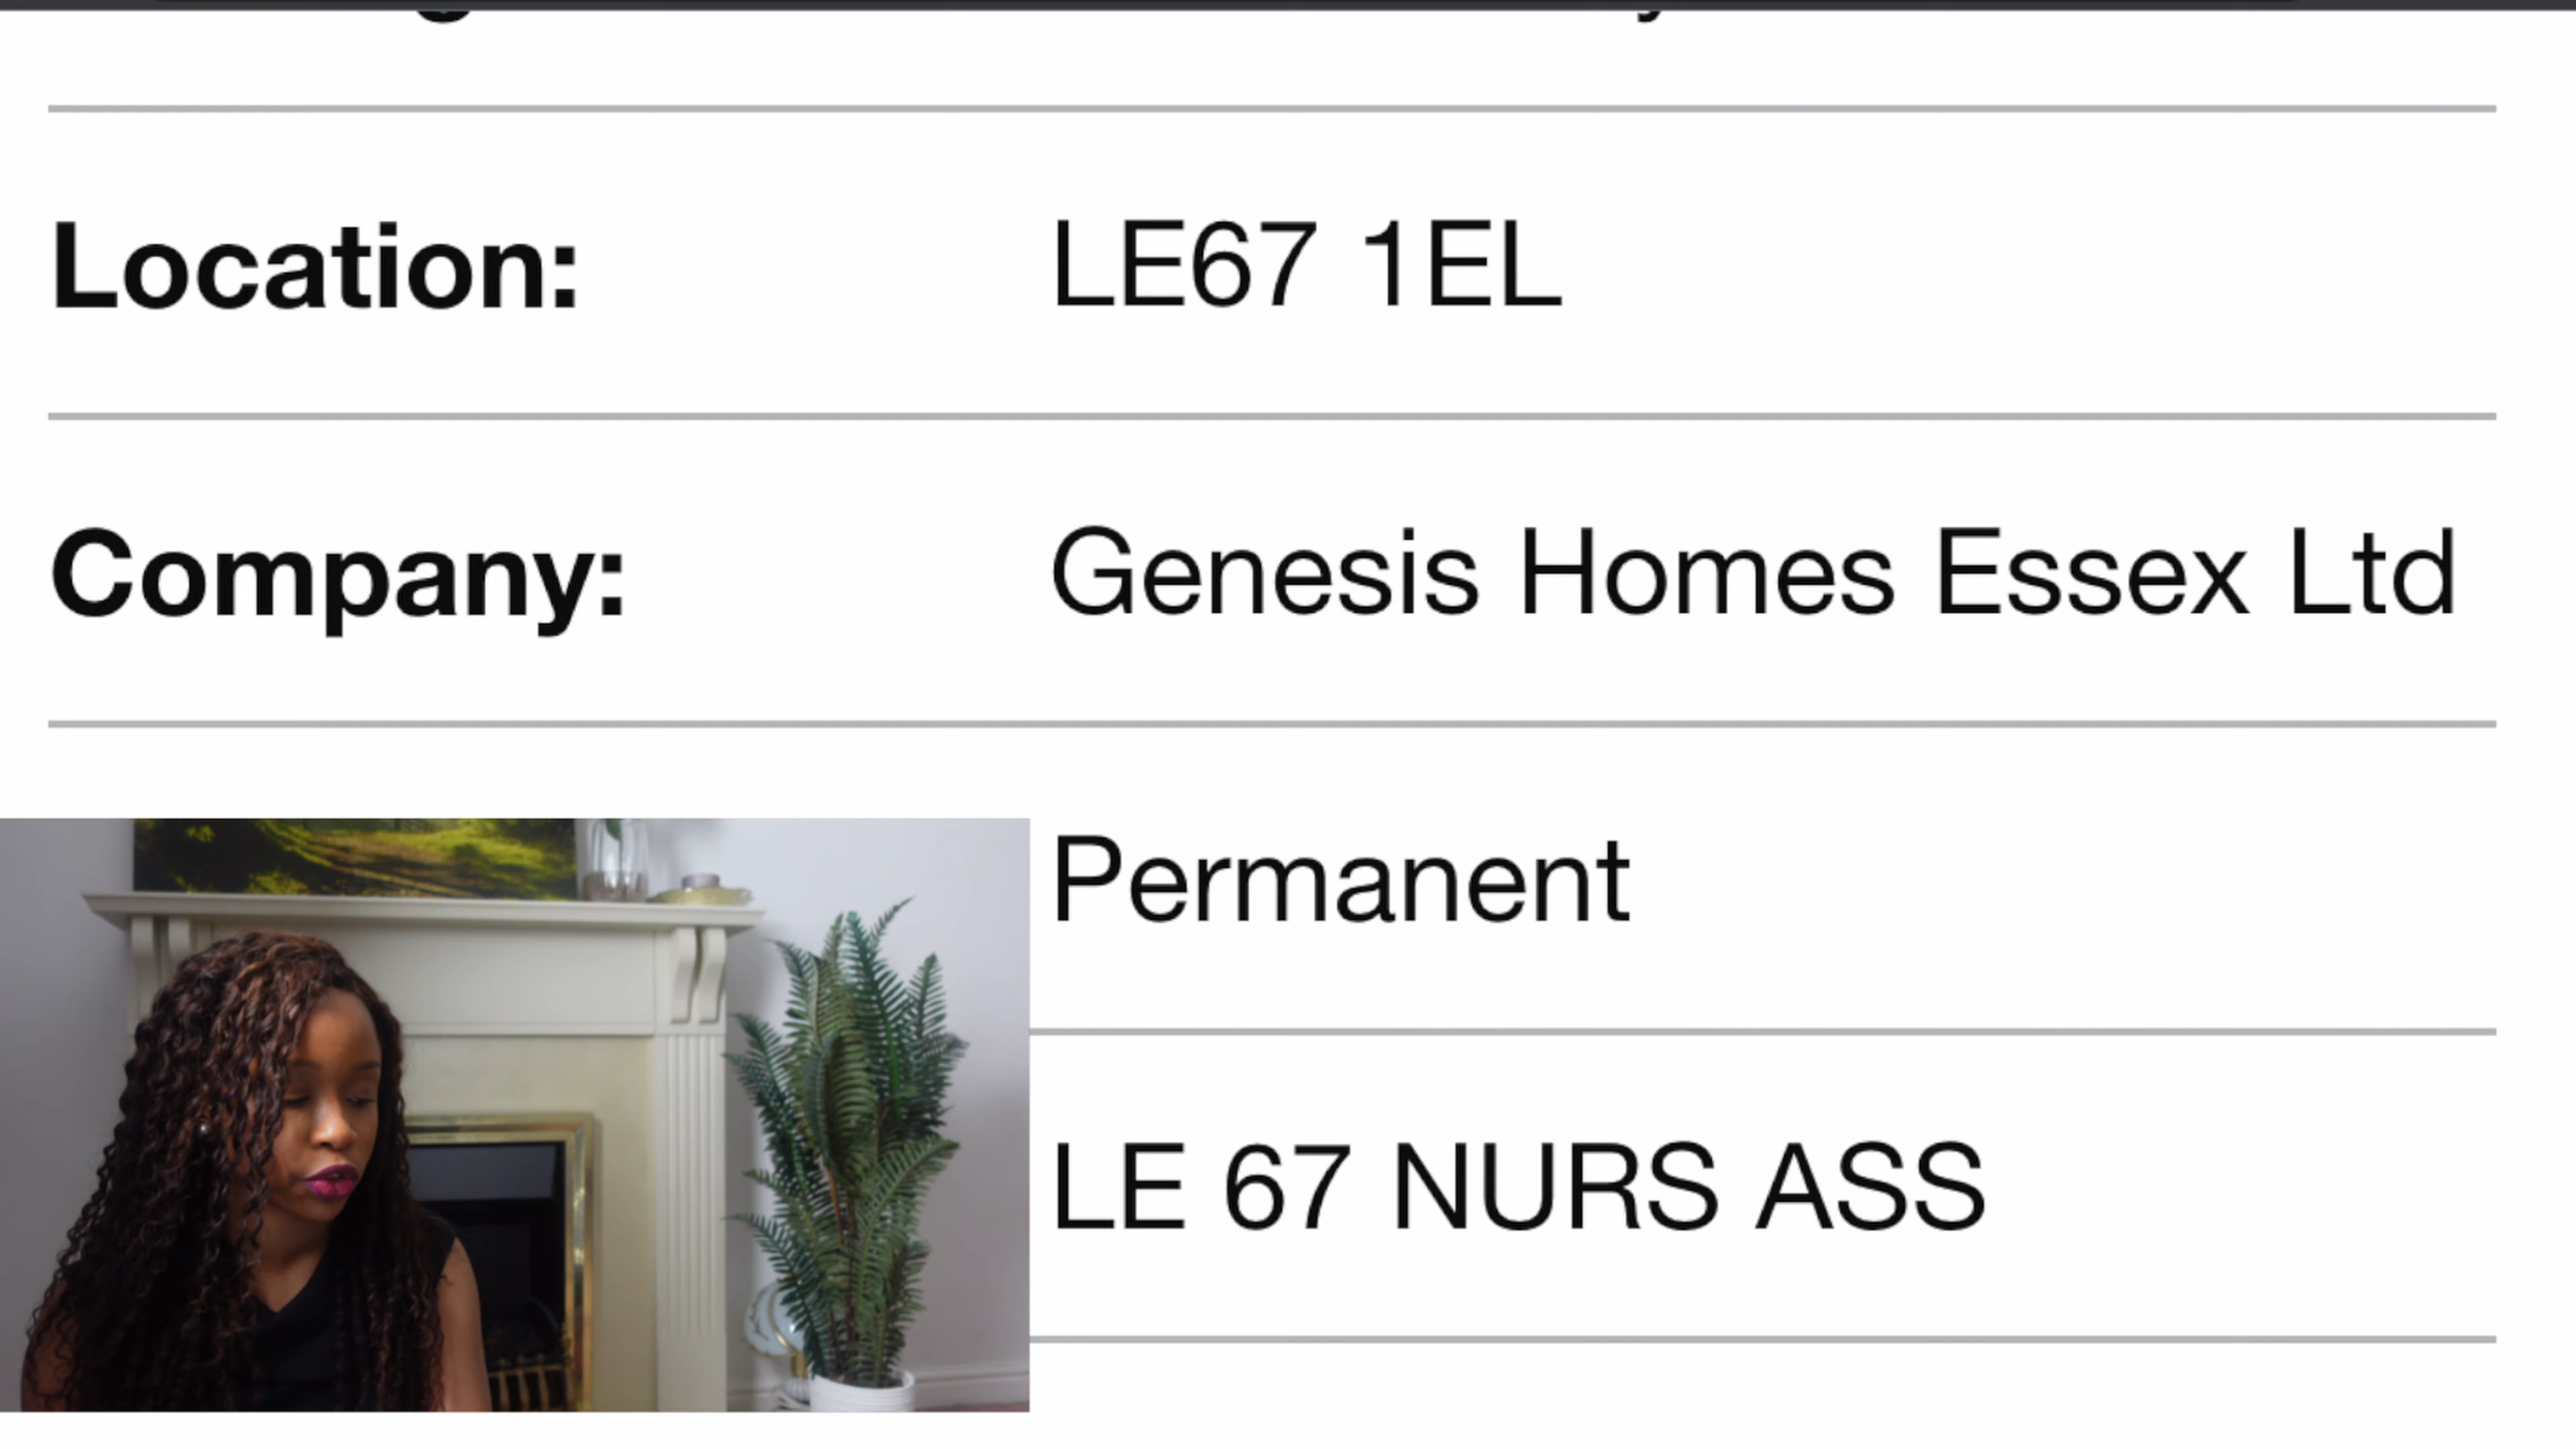 Location: LE67 1EL
Company: Genesis Homes Essex Ltd
Permanent
LE 67 NURS ASS